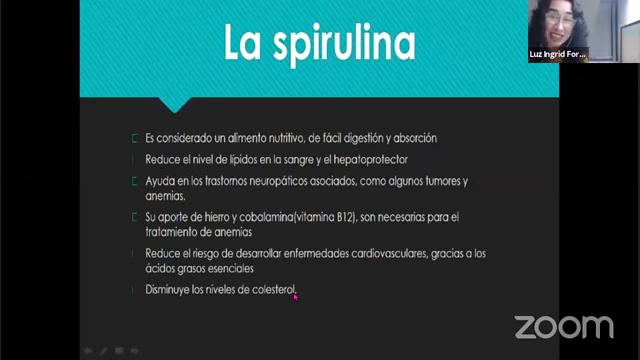 La spirulina
Luz Ingrid For...
Es considerado un alimento nutritivo, de fácil digestión y absorción
Reduce el nivel de lípidos en la sangre y el hepatoprotector
Ayuda en los trastornos neuropáticos asociados, como algunos tumores y
anemias.
Su aporte de hierro y cobalamina(vitamina B12), son necesarias para el
tratamiento de anemias
Reduce el riesgo de desarrollar enfermedades cardiovasculares, gracias a los
ácidos grasos esenciales
Disminuye los niveles de colesterol.
zoom